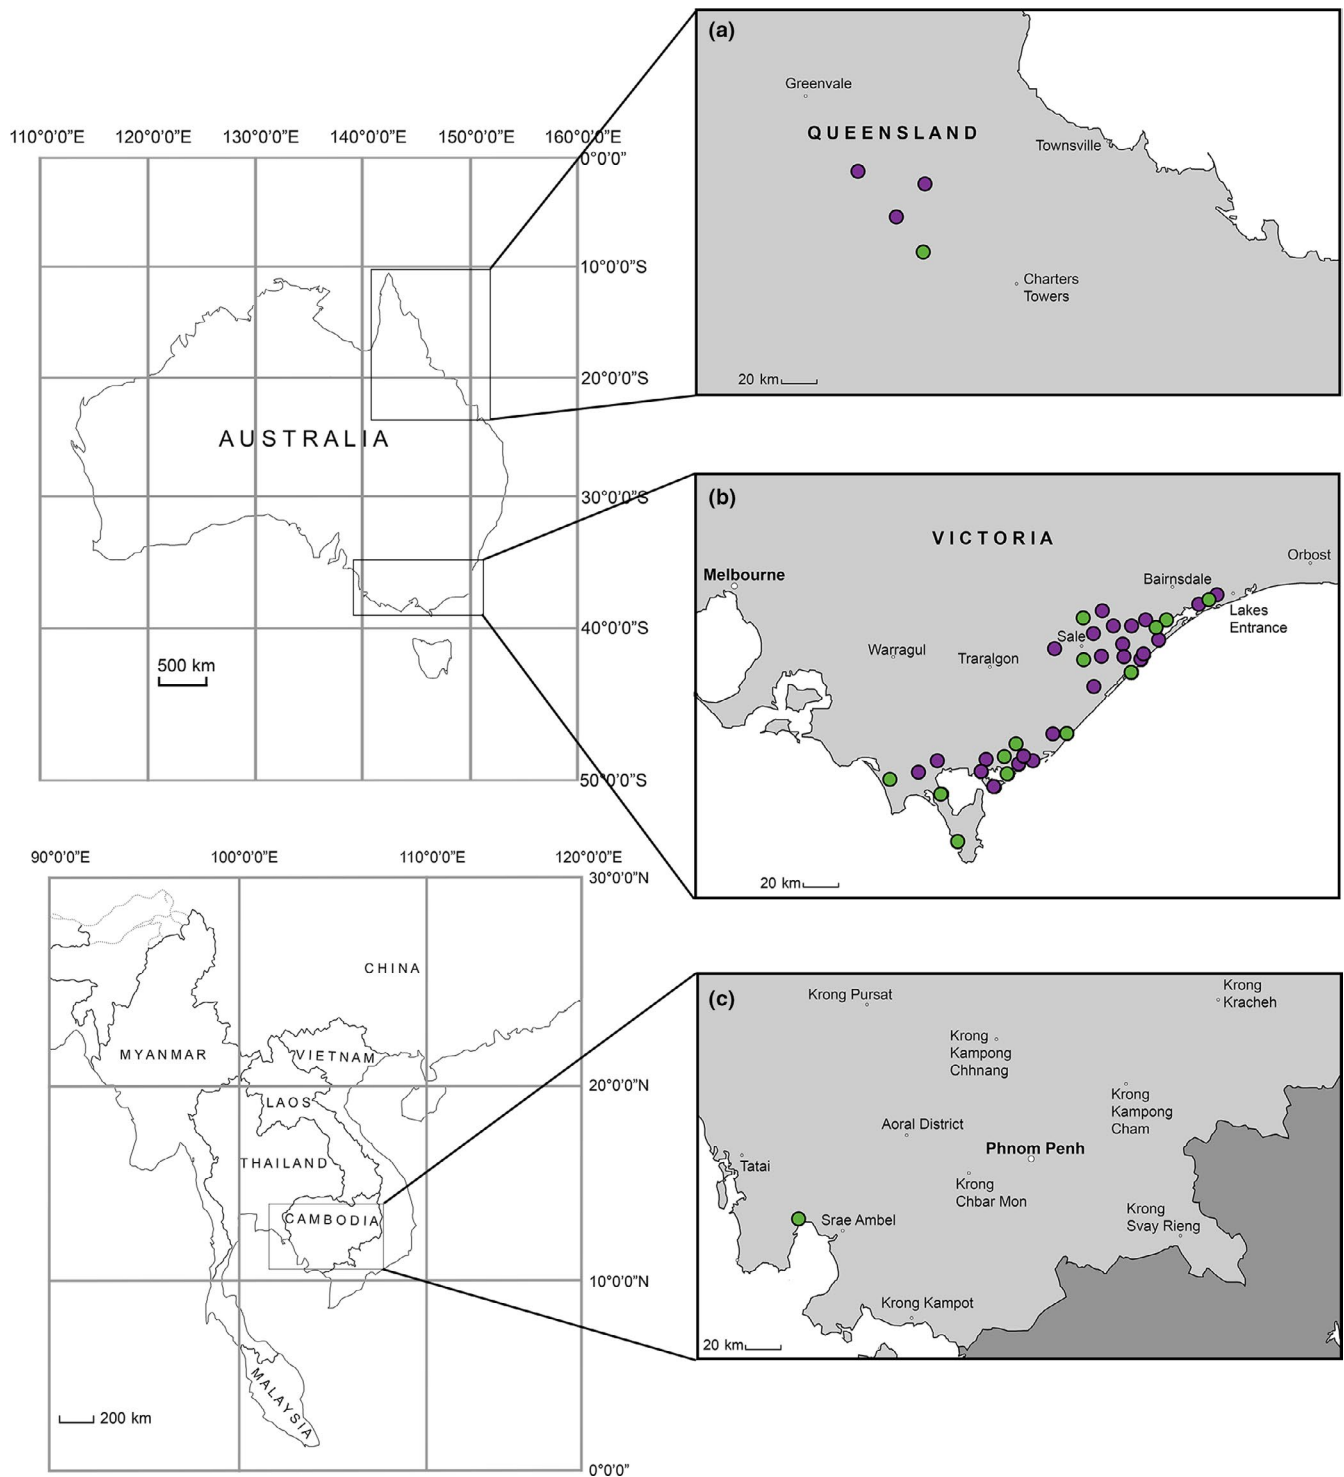 110°0'0"E 120°0'0"E 130°0'0"E 140°0'0"E 150°0'0"E 160°0'0"E
0°0'0"
10°0'0"S
20°0'0"S
AUSTRALIA
30°0'0"S
40°0'0"S
500 km
50°0'0"S
(a)
Greenvale
QUEENSLAND
Townsville
Charters
Towers
20 km
(b)
VICTORIA
Orbost
Melbourne
Bairnsdale
Lakes
Entrance
Sale
Warragul
Traralgon
20 km
90°0'0"E 100°0'0"E 110°0'0"E 120°0'0"E
30°0'0"N
CHINA
MYANMAR
VIETNAM
20°0'0"N
LAOS
THAILAND
CAMBODIA
10°0'0"N
MALAYSIA
200 km
0°0'0"
(c)
Krong Pursat
Krong
Kracheh
Krong
Kampong
Chhnang
Krong
Kampong
Cham
Aoral District
Phnom Penh
Tatai
Krong
Chbar Mon
Krong
Svay Rieng
Srae Ambel
Krong Kampot
20 km